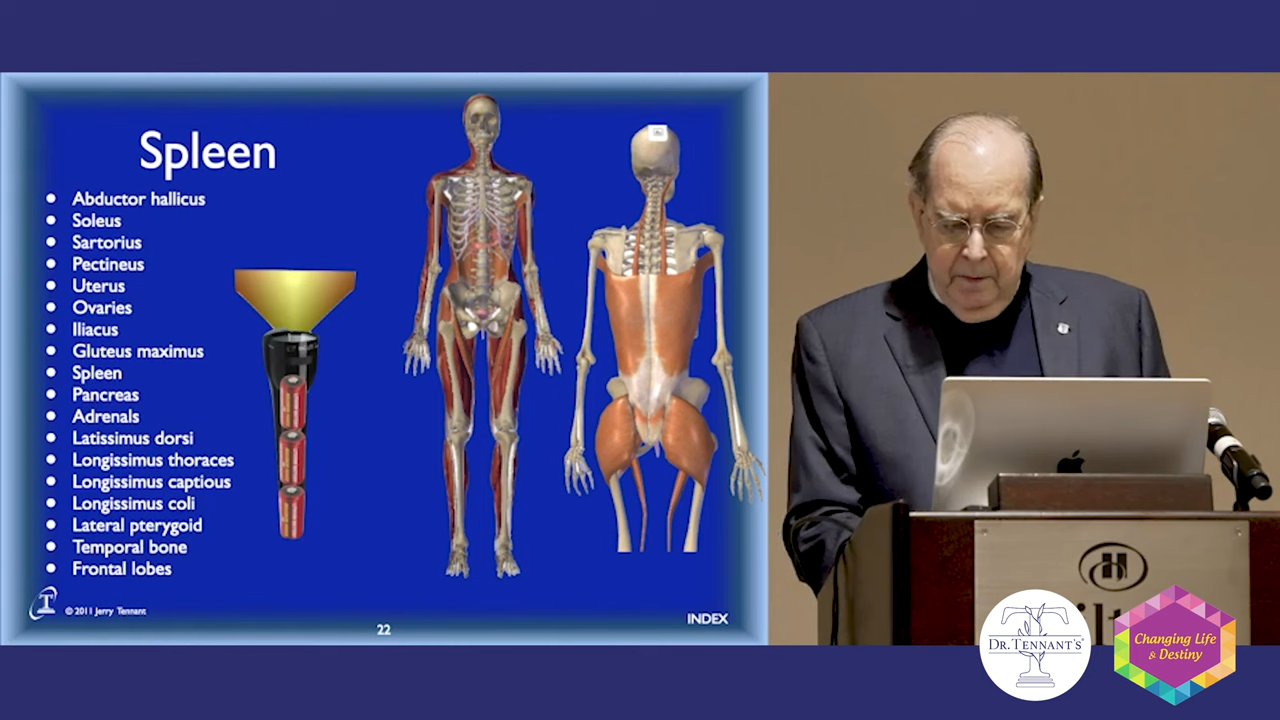 Spleen
Abductor hallicus
Soleus
Sartorius
Pectineus
Uterus
Ovaries
Iliacus
Gluteus maximus
Spleen
Pancreas
Adrenals
Latissimus dorsi
Longissimus thoraces
Longissimus captious
Longissimus coli
Lateral pterygoid
Temporal bone
Frontal lobes
T
© 2011 Jerry Tennant
22
INDEX
H
DR. TENNANT'S®
Changing Life
& Destiny